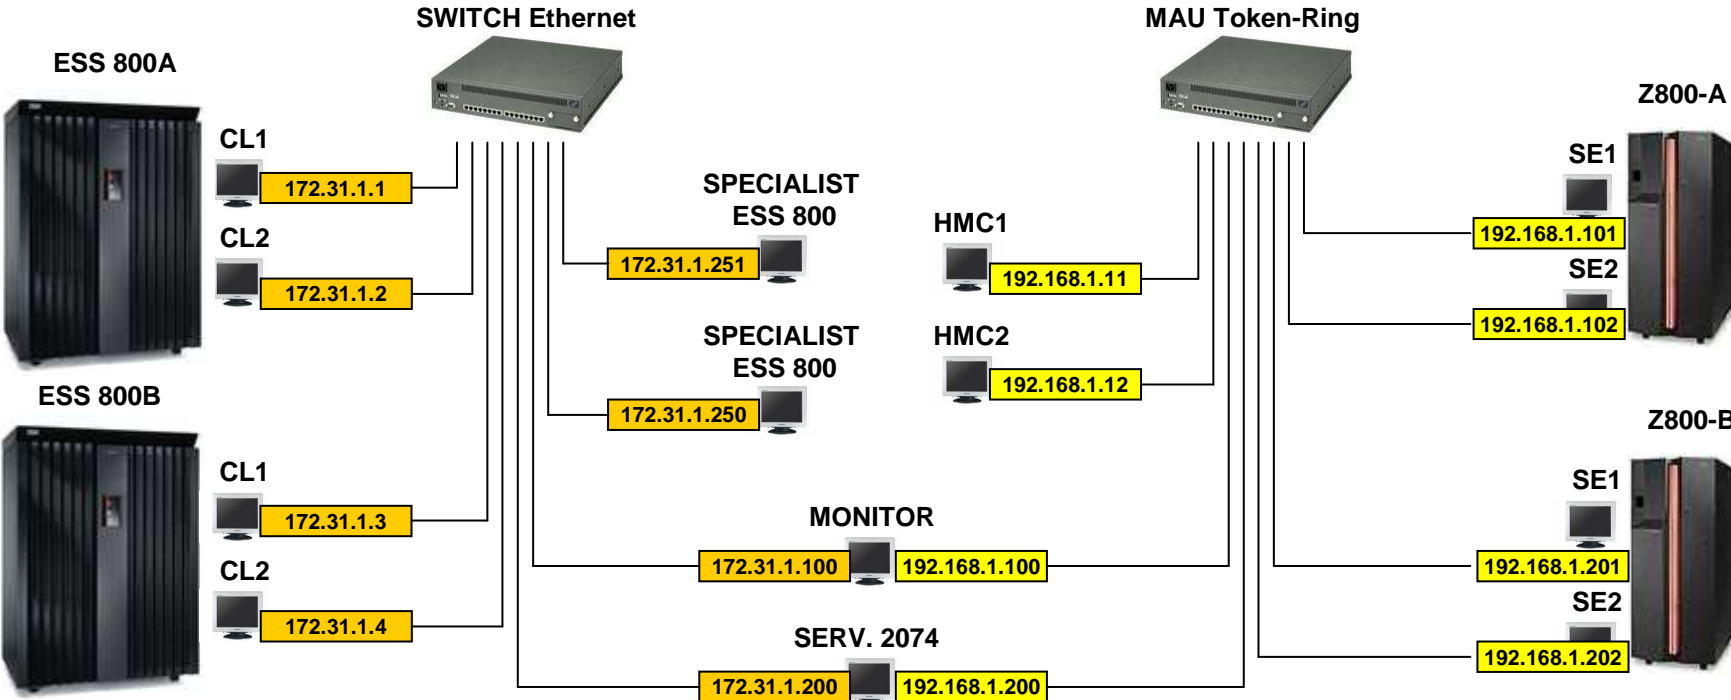 SWITCH Ethernet
MAU Token-Ring
ESS 800A
CL1
172.31.1.1
CL2
172.31.1.2
SPECIALIST
ESS 800
172.31.1.251
SPECIALIST
ESS 800
172.31.1.250
HMC1
192.168.1.11
HMC2
192.168.1.12
Z800-A
SE1
192.168.1.101
SE2
192.168.1.102
ESS 800B
CL1
172.31.1.3
CL2
172.31.1.4
MONITOR
172.31.1.100
192.168.1.100
SERV. 2074
172.31.1.200
192.168.1.200
Z800-B
SE1
192.168.1.201
SE2
192.168.1.202